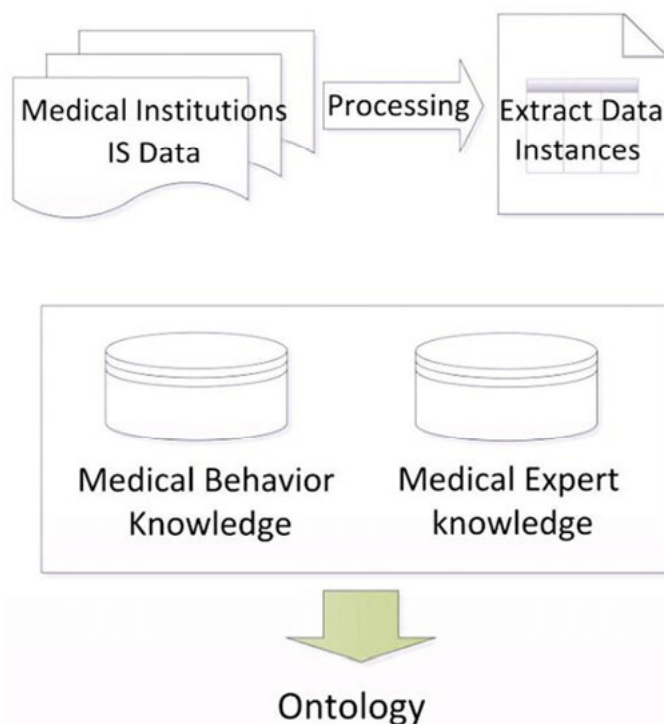 Medical Institutions
IS Data
Processing
Extract Data
Instances
Medical Behavior
Knowledge
Medical Expert
knowledge
Ontology